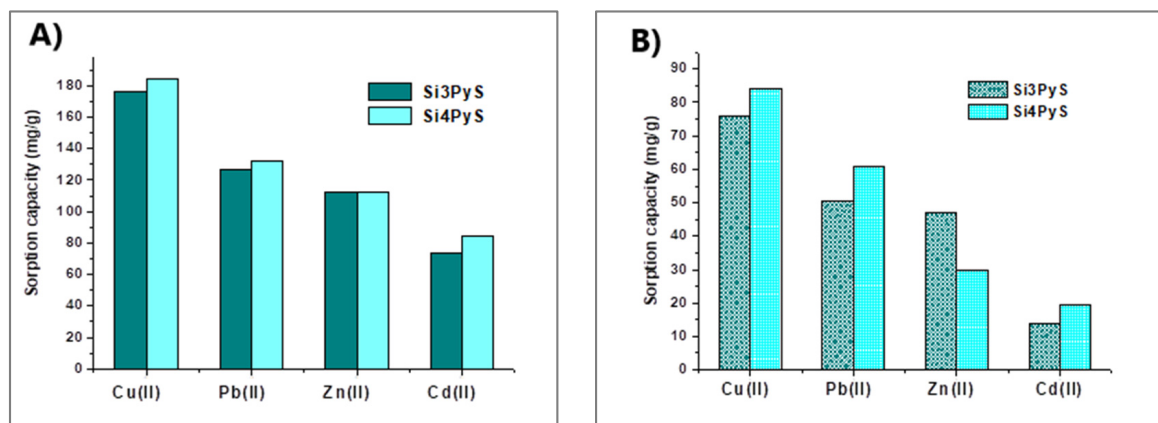 A)
Sorption capacity (mg/g)
180
160
140
120
100
80
60
40
20
0
Si3PyS
Si4PyS
Cu(II)
Pb(II)
Zn(II)
Cd(II)
B)
Sorption capacity (mg/g)
90
80
70
60
50
40
30
20
10
0
Si3PyS
Si4PyS
Cu(II)
Pb(II)
Zn(II)
Cd(II)